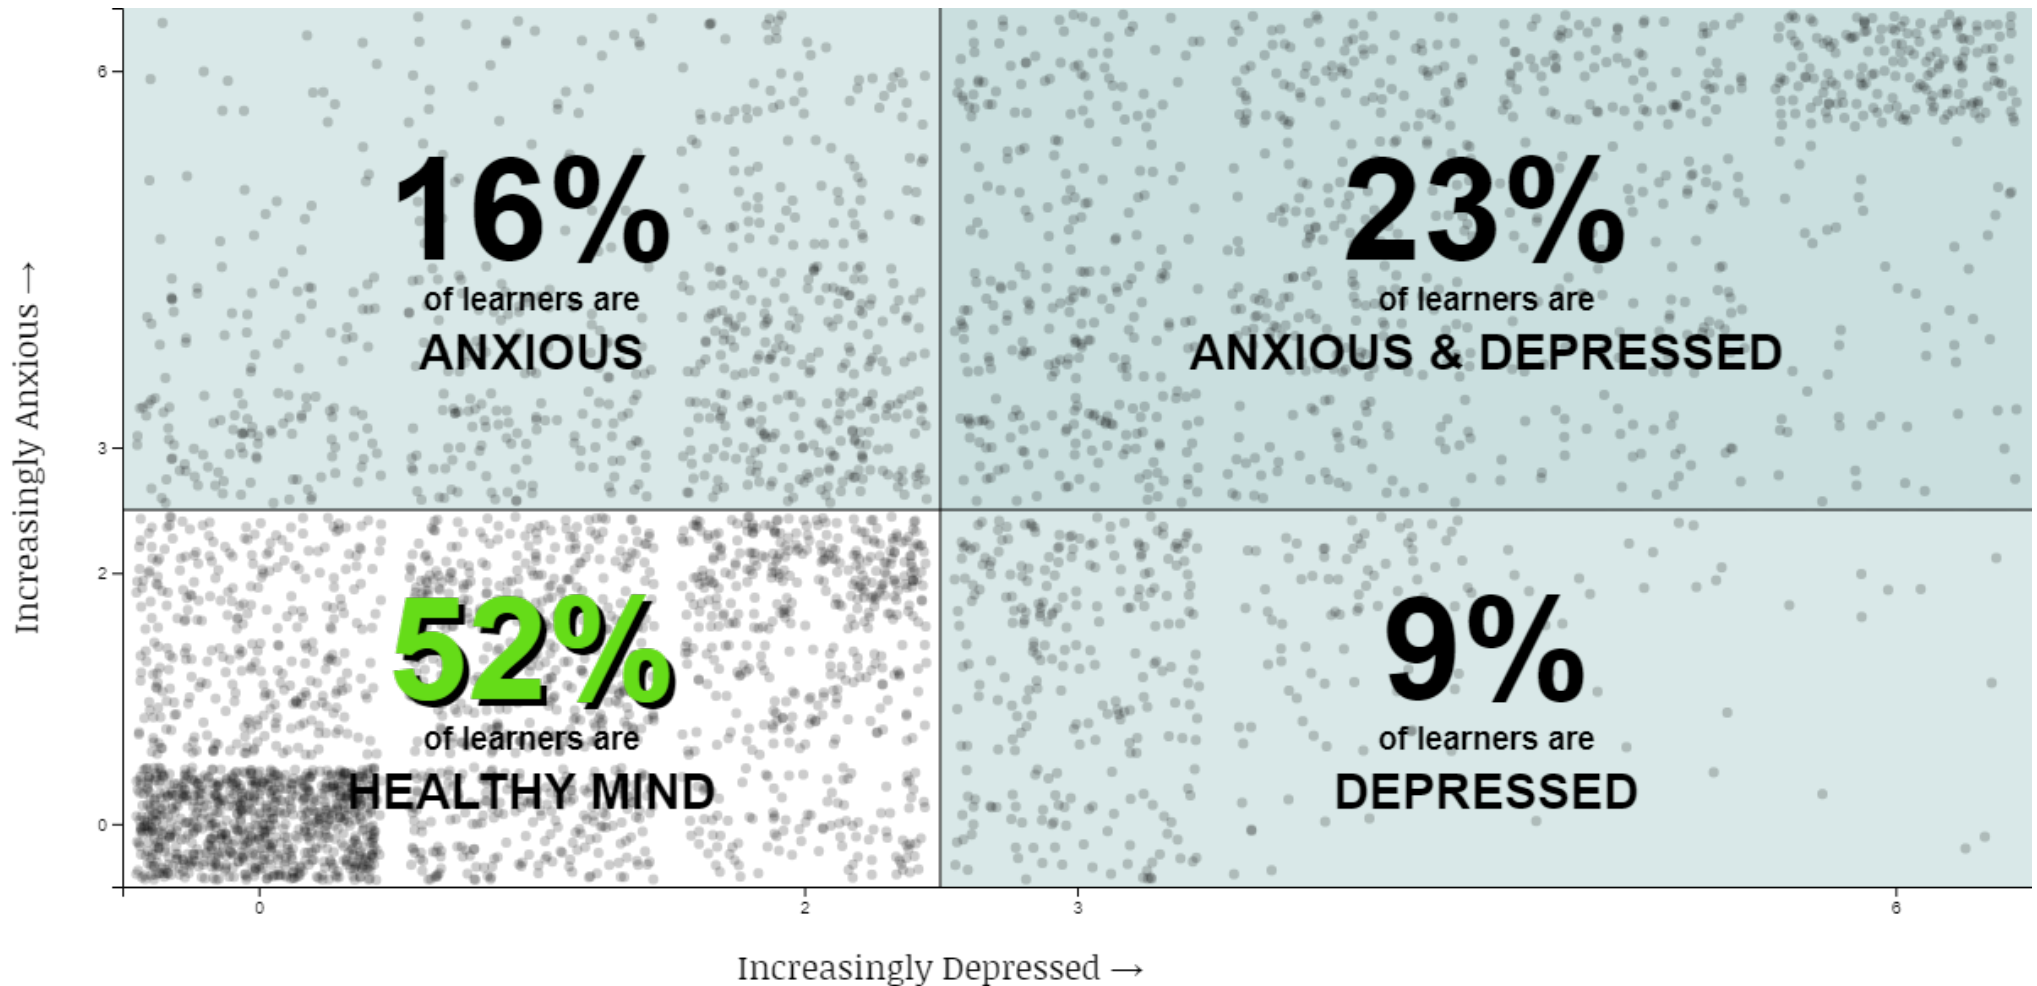 Increasingly Anxious →
6
3
2
0
16%
of learners are
ANXIOUS
23%
of learners are
ANXIOUS & DEPRESSED
52%
of learners are
HEALTHY MIND
9%
of learners are
DEPRESSED
0
2
3
6
Increasingly Depressed →